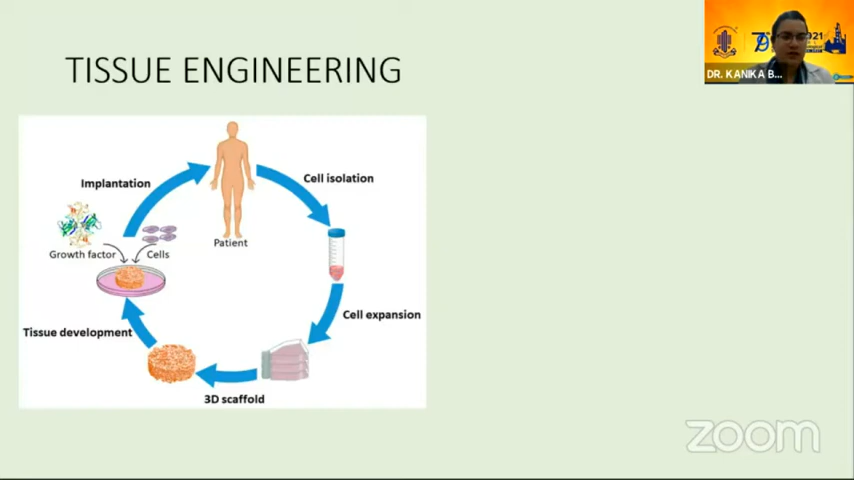 TISSUE ENGINEERING
Implantation
Cell isolation
Growth factor
Cells
Patient
Cell expansion
Tissue development
3D scaffold
DR. KANIKA B...
zoom